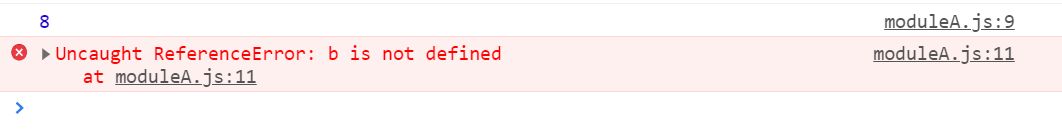 8 moduleA.js:9
Uncaught ReferenceError: b is not defined moduleA.js:11
at moduleA.js:11